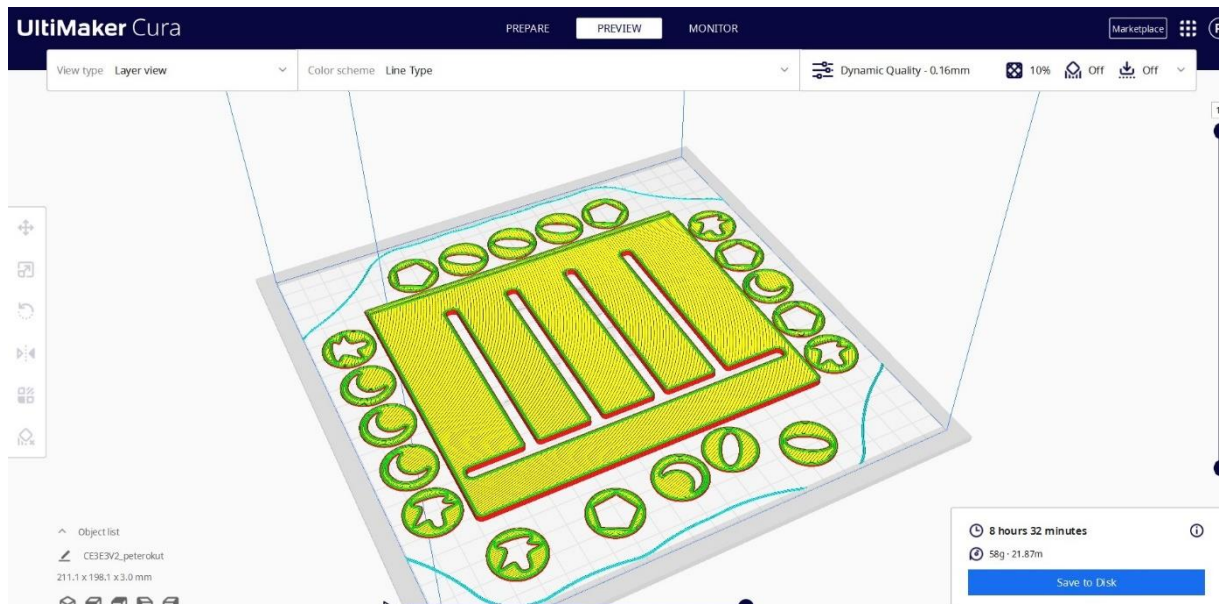 UltiMaker Cura
PREPARE PREVIEW MONITOR
Marketplace
View type Layer view
Color scheme Line Type
Dynamic Quality - 0.16mm 10% Off Off
Object list
CE3E3V2_peterokut
211.1 x 198.1 x 3.0 mm
8 hours 32 minutes
58g · 21.87m
Save to Disk